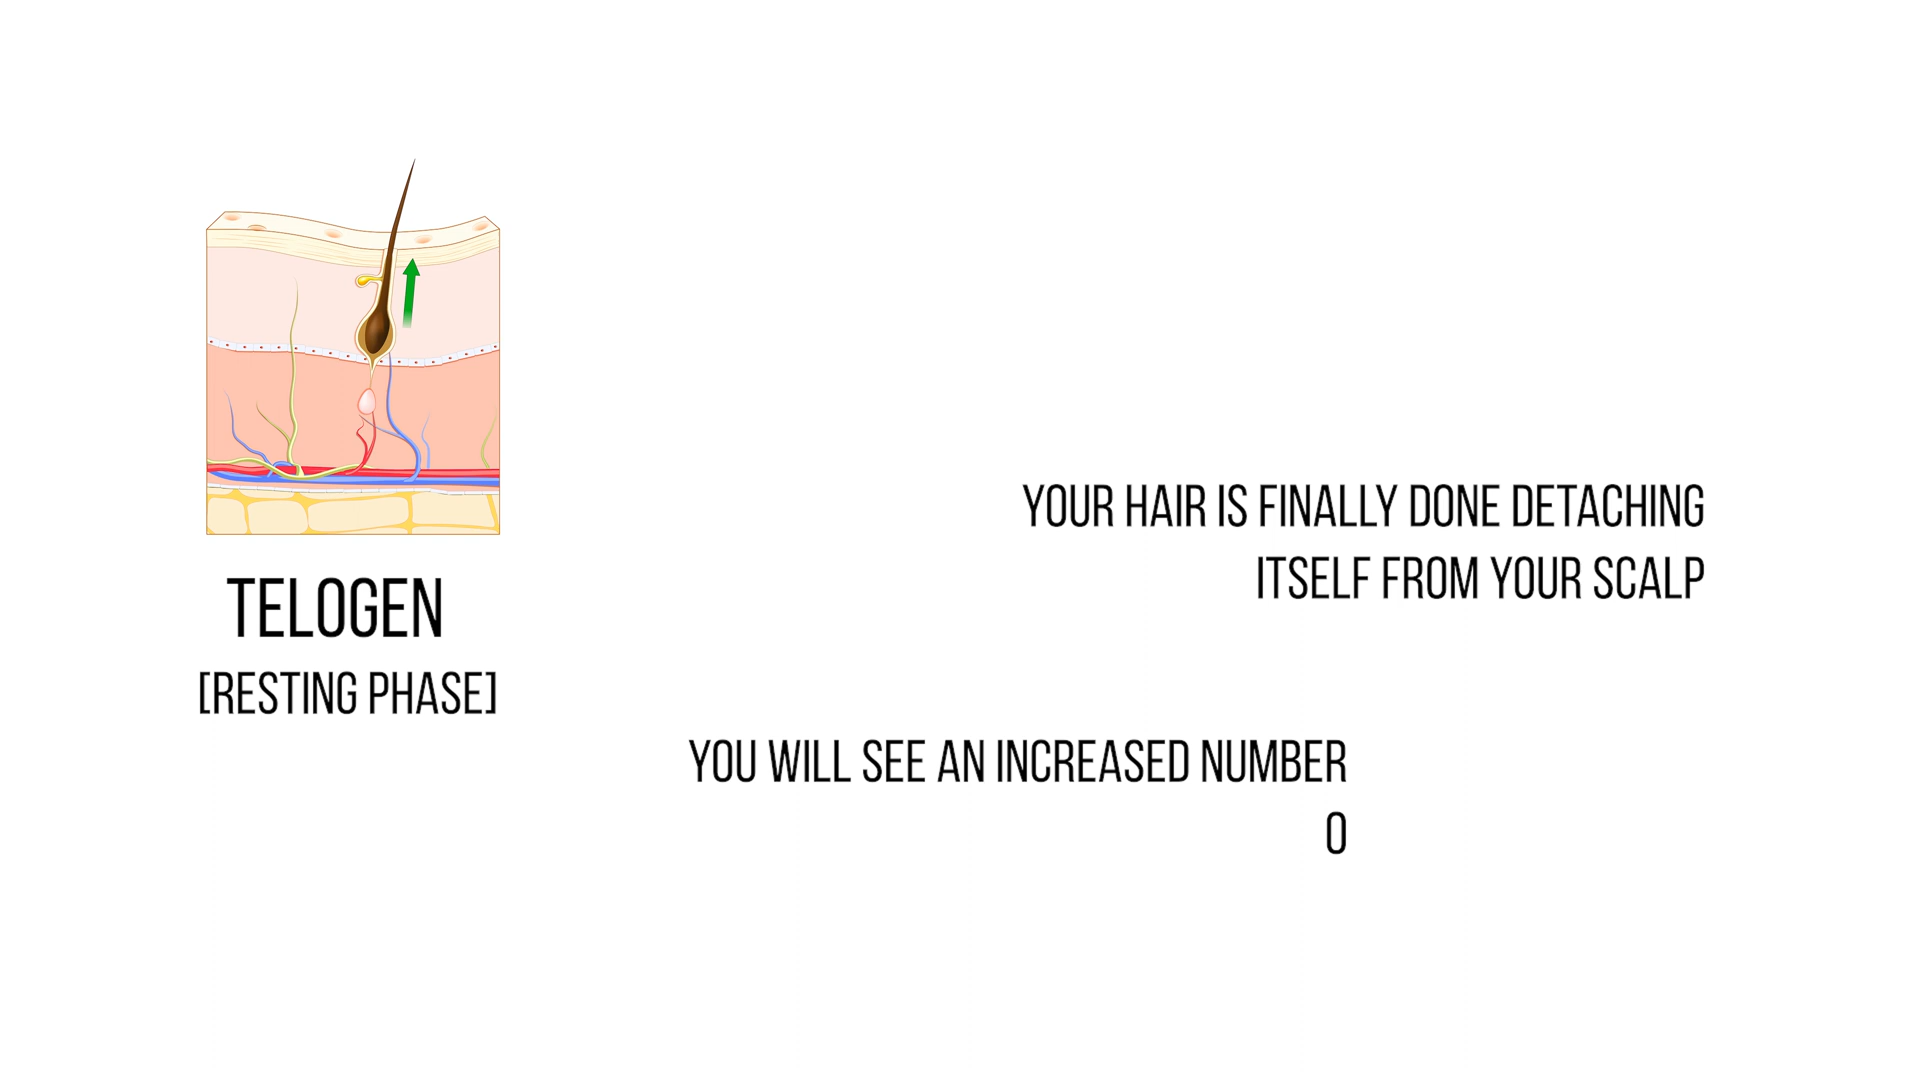 TELOGEN
[RESTING PHASE]
YOUR HAIR IS FINALLY DONE DETACHING
ITSELF FROM YOUR SCALP
YOU WILL SEE AN INCREASED NUMBER
O